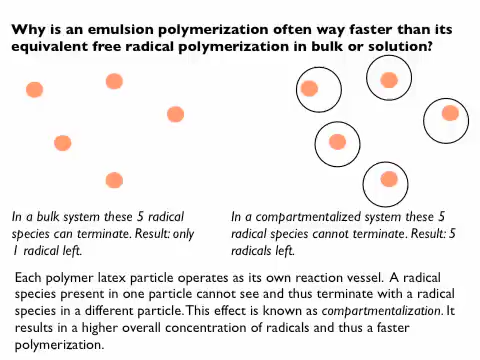 Why is an emulsion polymerization often way faster than its
equivalent free radical polymerization in bulk or solution?
In a bulk system these 5 radical
species can terminate. Result: only
1 radical left.
In a compartmentalized system these 5
radical species cannot terminate. Result: 5
radicals left.
Each polymer latex particle operates as its own reaction vessel. A radical
species present in one particle cannot see and thus terminate with a radical
species in a different particle. This effect is known as compartmentalization. It
results in a higher overall concentration of radicals and thus a faster
polymerization.